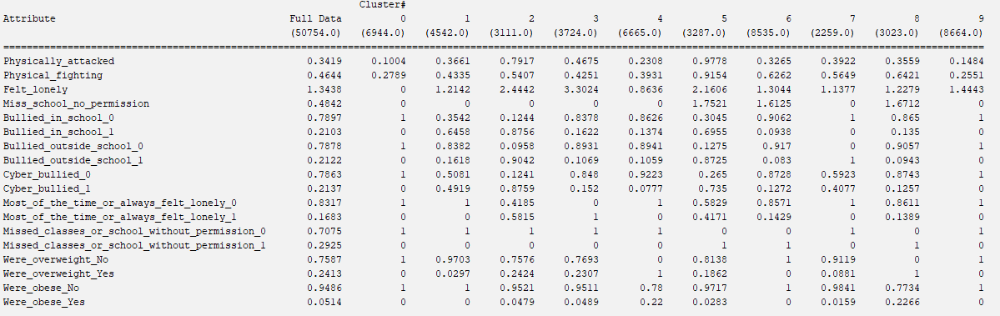 Cluster#
Attribute Full Data 0 1 2 3 4 5 6 7 8 9
(50754.0) (6944.0) (4542.0) (3111.0) (3724.0) (6665.0) (3287.0) (8535.0) (2259.0) (3023.0) (8664.0)
Physically_attacked 0.3419 0.1004 0.3661 0.7917 0.4675 0.2308 0.9778 0.3265 0.3922 0.3559 0.1484
Physical_fighting 0.4644 0.2789 0.4335 0.5407 0.4251 0.3931 0.9154 0.6262 0.5649 0.6421 0.2551
Felt_lonely 1.3438 0 1.2142 2.4442 3.3024 0.8636 2.1606 1.3044 1.1377 1.2279 1.4443
Miss_school_no_permission 0.4842 0 0 0 0 0 1.7521 1.6125 0 1.6712 0
Bullied_in_school_0 0.7897 1 0.3542 0.1244 0.8378 0.8626 0.3045 0.9062 1 0.865 1
Bullied_in_school_1 0.2103 0 0.6458 0.8756 0.1622 0.1374 0.6955 0.0938 0 0.135 0
Bullied_outside_school_0 0.7878 1 0.8382 0.0958 0.8931 0.8941 0.1275 0.917 0 0.9057 1
Bullied_outside_school_1 0.2122 0 0.1618 0.9042 0.1069 0.1059 0.8725 0.083 1 0.0943 0
Cyber_bullied_0 0.7863 1 0.5081 0.1241 0.848 0.9223 0.265 0.8728 0.5923 0.8743 1
Cyber_bullied_1 0.2137 0 0.4919 0.8759 0.152 0.0777 0.735 0.1272 0.4077 0.1257 0
Most_of_the_time_or_always_felt_lonely_0 0.8317 1 1 0.4185 0 1 0.5829 0.8571 1 0.8611 1
Most_of_the_time_or_always_felt_lonely_1 0.1683 0 0 0.5815 1 0 0.4171 0.1429 0 0.1389 0
Missed_classes_or_school_without_permission_0 0.7075 1 1 1 1 1 0 0 1 0 1
Missed_classes_or_school_without_permission_1 0.2925 0 0 0 0 0 1 1 0 1 0
Were_overweight_No 0.7587 1 0.9703 0.7576 0.7693 0 0.8138 1 0.9119 0 1
Were_overweight_Yes 0.2413 0 0.0297 0.2424 0.2307 1 0.1862 0 0.0881 1 0
Were_obese_No 0.9486 1 1 0.9521 0.9511 0.78 0.9717 1 0.9841 0.7734 1
Were_obese_Yes 0.0514 0 0 0.0479 0.0489 0.22 0.0283 0 0.0159 0.2266 0